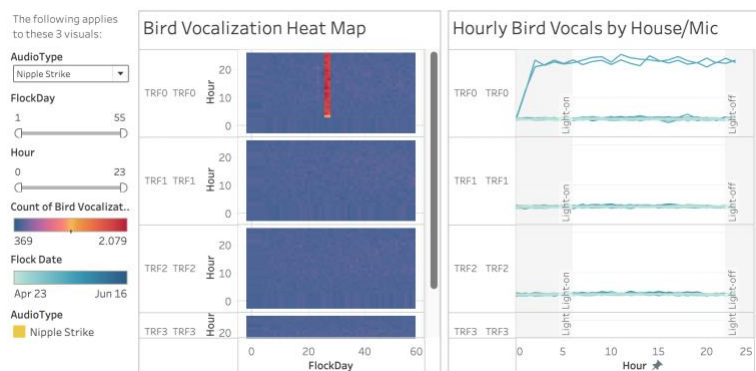 The following applies
to these 3 visuals:
AudioType
Nipple Strike
FlockDay
1 55
Hour
0 23
Count of Bird Vocalizat..
369 2.079
Flock Date
Apr 23 Jun 16
AudioType
Nipple Strike
Bird Vocalization Heat Map
TRF0 TRF0 Hour 20 10 0
TRF1 TRF1 Hour 20 10 0
TRF2 TRF2 Hour 20 10 0
TRF3 TRF3 Hour 20
0 20 40 60
FlockDay
Hourly Bird Vocals by House/Mic
TRF0 TRF0 Light-on Light-off
TRF1 TRF1 Light-on Light-off
TRF2 TRF2 Light-on Light-off
TRF3 TRF3
0 5 10 15 20 25
Hour